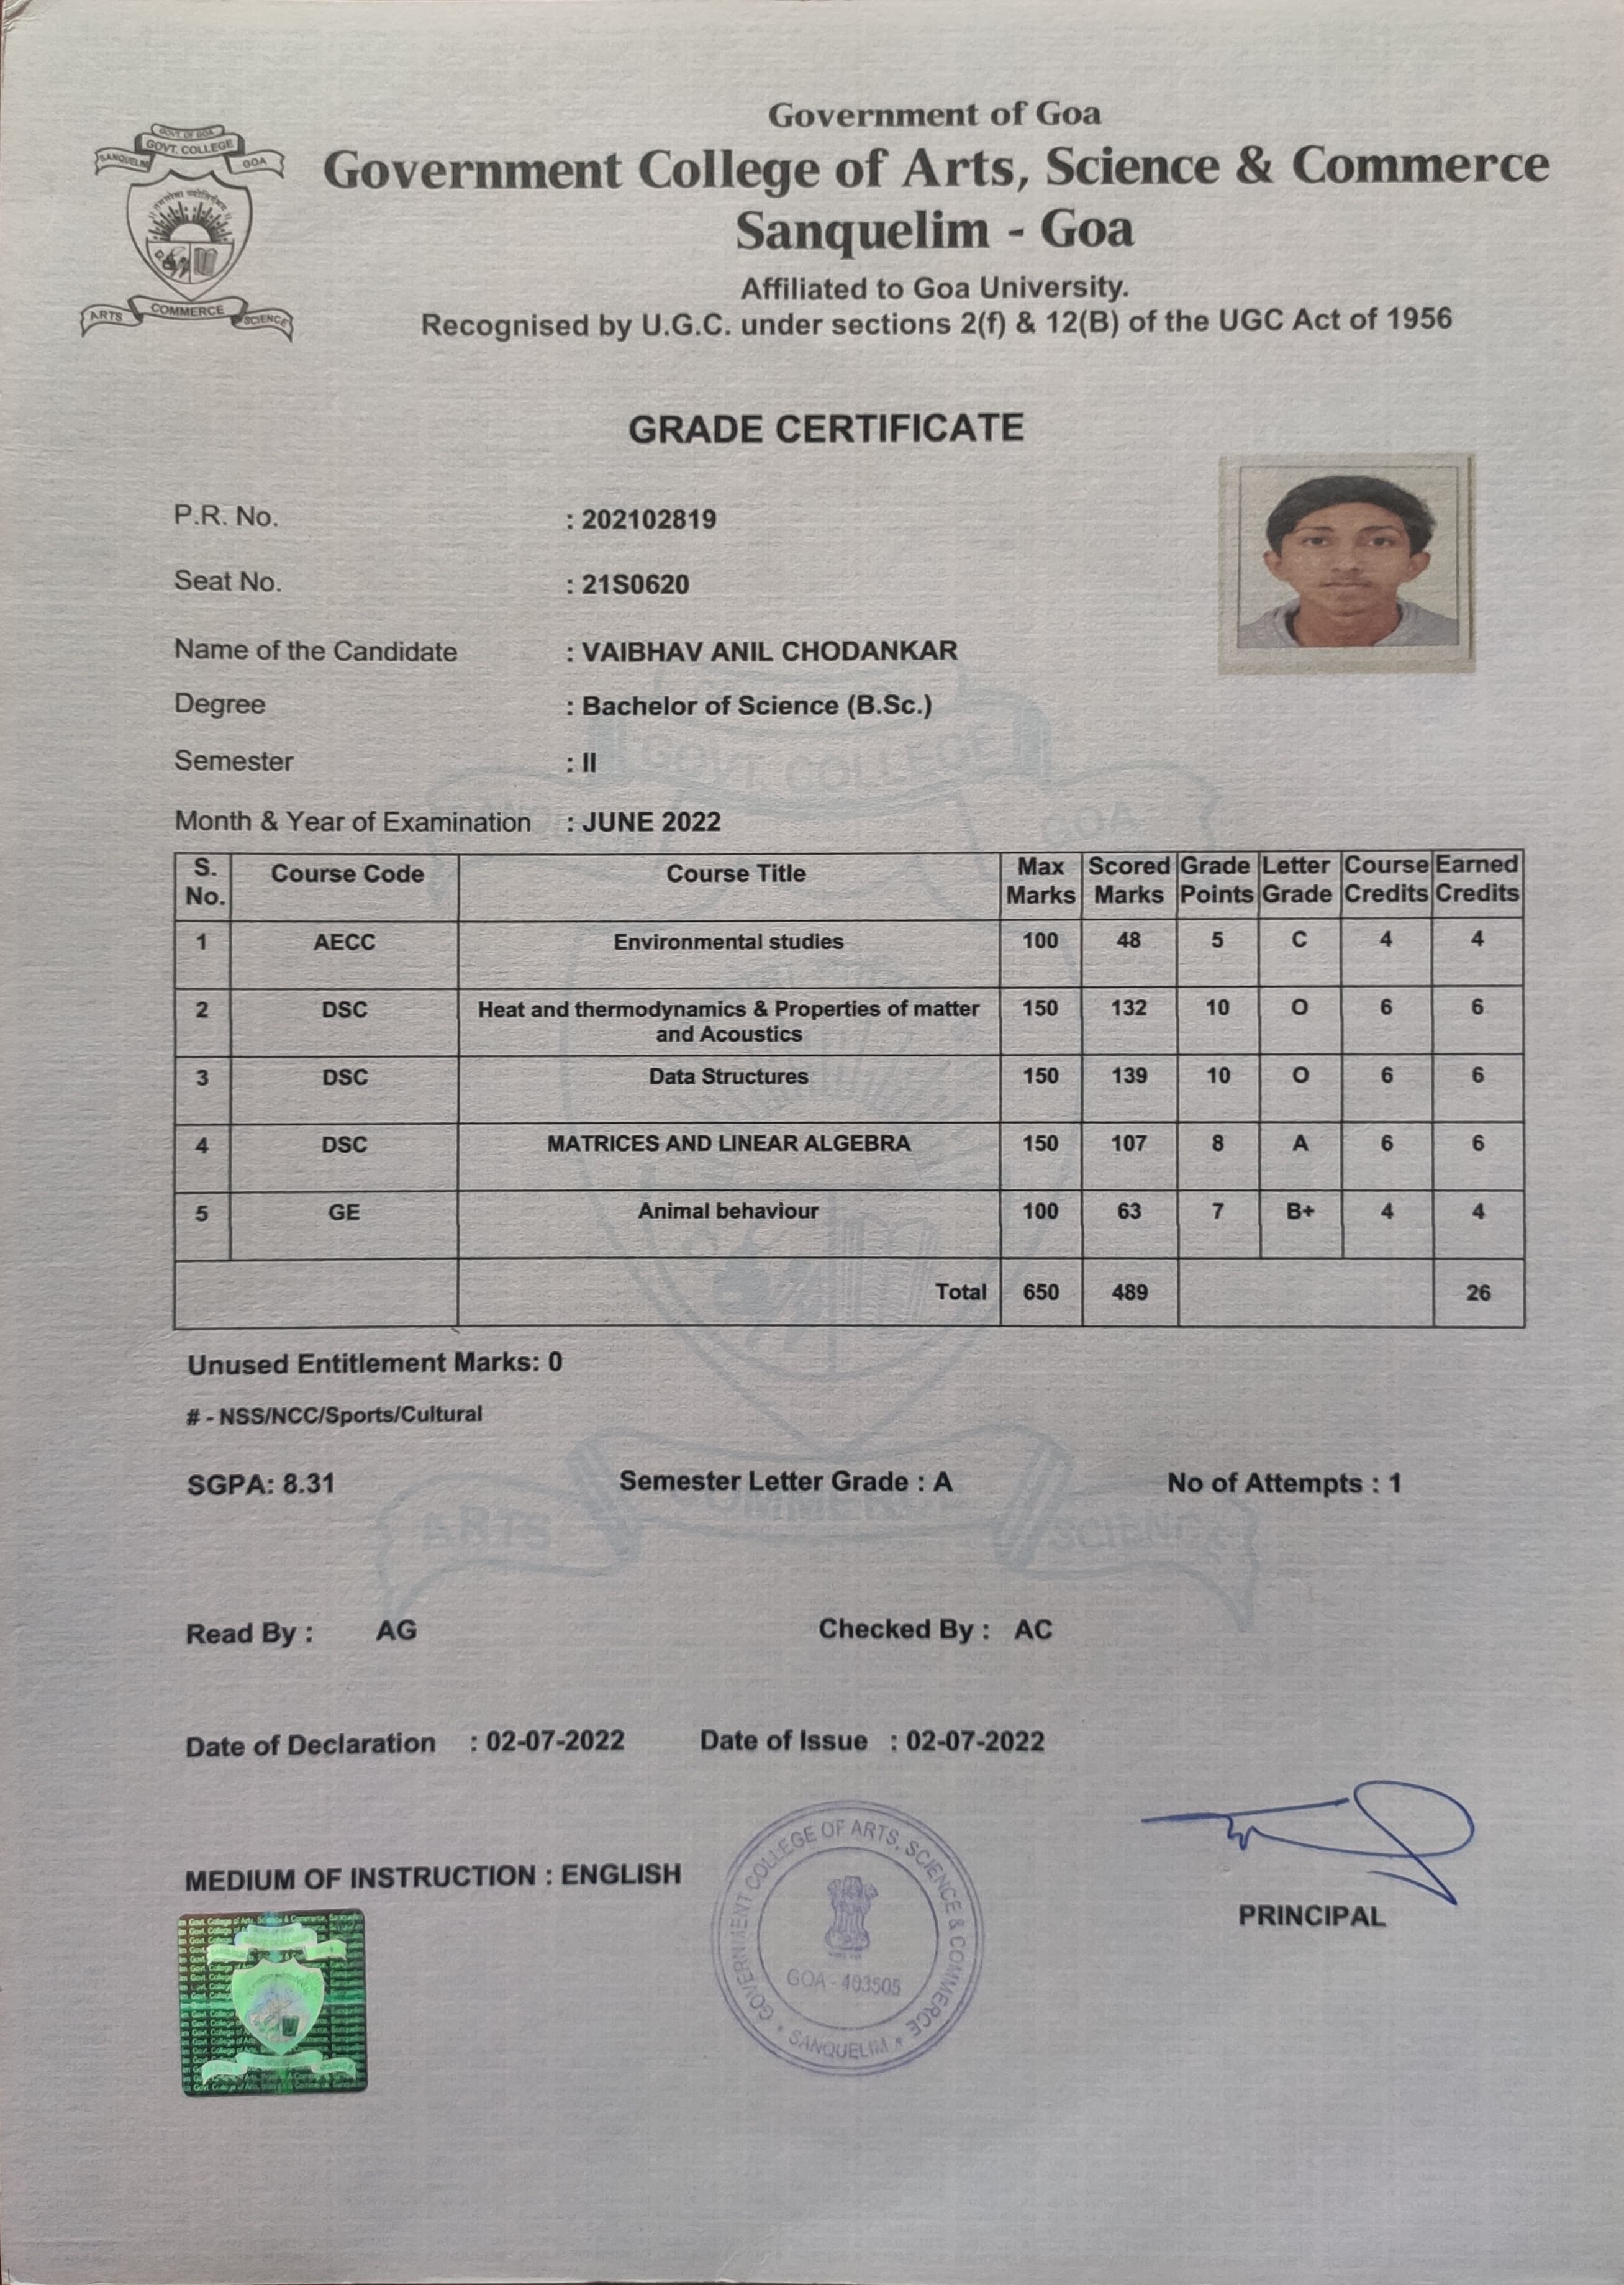 GOVT. OF GOA
GOVT. COLLEGE
SANQUELIM
GOA
ARTS
COMMERCE
SCIENCE
Government of Goa
Government College of Arts, Science & Commerce
Sanquelim - Goa
Affiliated to Goa University.
Recognised by U.G.C. under sections 2(f) & 12(B) of the UGC Act of 1956
GRADE CERTIFICATE
P.R. No. : 202102819
Seat No. : 21S0620
Name of the Candidate : VAIBHAV ANIL CHODANKAR
Degree : Bachelor of Science (B.Sc.)
Semester : II
Month & Year of Examination : JUNE 2022
S. No. Course Code Course Title Max Marks Scored Marks Grade Points Letter Grade Course Credits Earned Credits
1 AECC Environmental studies 100 48 5 C 4 4
2 DSC Heat and thermodynamics & Properties of matter and Acoustics 150 132 10 O 6 6
3 DSC Data Structures 150 139 10 O 6 6
4 DSC MATRICES AND LINEAR ALGEBRA 150 107 8 A 6 6
5 GE Animal behaviour 100 63 7 B+ 4 4
Total 650 489 26
Unused Entitlement Marks: 0
# - NSS/NCC/Sports/Cultural
SGPA: 8.31 Semester Letter Grade : A No of Attempts : 1
Read By : AG Checked By : AC
Date of Declaration : 02-07-2022 Date of Issue : 02-07-2022
MEDIUM OF INSTRUCTION : ENGLISH
GOVERNMENT COLLEGE OF ARTS, SCIENCE & COMMERCE
GOA - 403505
SANQUELIM
PRINCIPAL